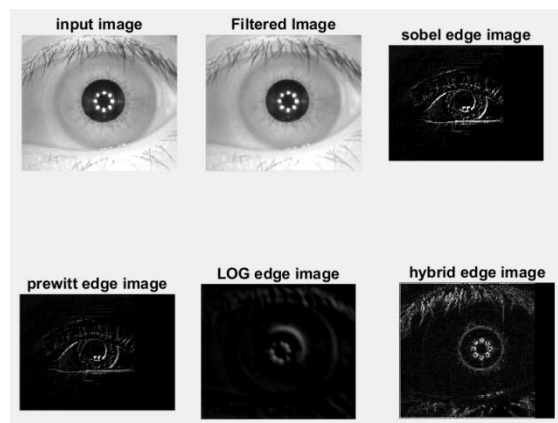 input image
Filtered Image
sobel edge image
prewitt edge image
LOG edge image
hybrid edge image